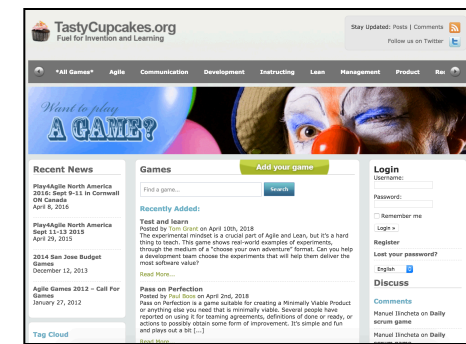 TastyCupcakes.org
Fuel for Invention and Learning
Stay Updated: Posts | Comments
Follow us on Twitter
*All Games* Agile Communication Development Instructing Lean Management Product
Want to play
A GAME?
Recent News
Play4Agile North America
2016: Sept 9-11 in Cornwall
ON Canada
April 8, 2016
Play4Agile North America
Sept 11-13 2015
April 29, 2015
2014 San Jose Budget
Games
December 12, 2013
Agile Games 2012 – Call For
Games
January 27, 2012
Tag Cloud
Games
Add your game
Find a game...
Search
Recently Added:
Test and learn
Posted by Tom Grant on April 10th, 2018
The experimental mindset is a crucial part of Agile and Lean, but it's a hard
thing to teach. This game shows real-world examples of experiments,
through the medium of a "choose your own adventure" format. Can you help
a development team choose the experiments that will help them deliver the
most software value?
Read More...
Pass on Perfection
Posted by Paul Boos on April 2nd, 2018
Pass on Perfection is a game suitable for creating a Minimally Viable Product
or anything else you need that is minimally viable. Several people have
reported on using it for teaming agreements, definitions of done or ready, or
actions to possibly obtain some form of improvement. It's simple and fun
and plays out a bit [...]
Read More...
Login
Username:
Password:
Remember me
Login »
Register
Lost your password?
English
Discuss
Comments
Manuel Ilincheta on Daily
scrum game
Manuel Ilincheta on Daily
scrum game